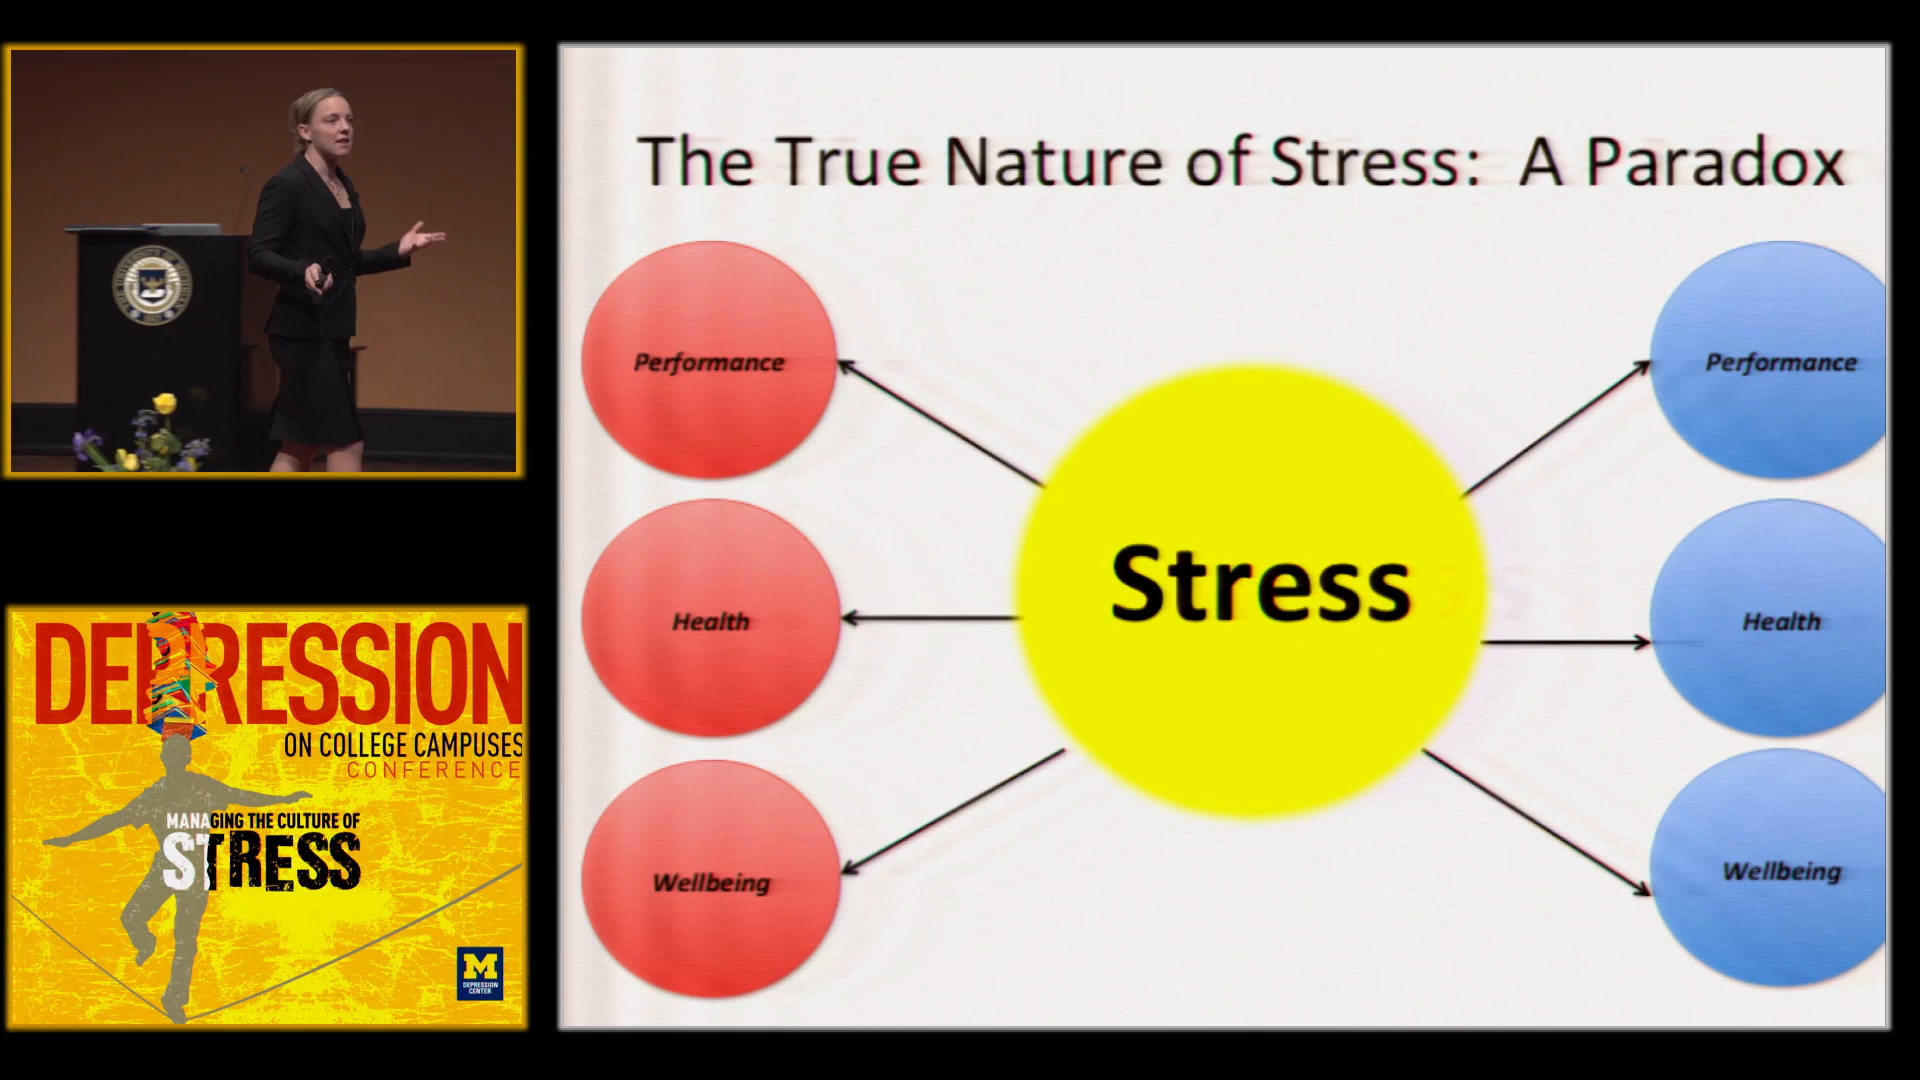 The True Nature of Stress: A Paradox
Performance
Performance
Stress
Health
Health
Wellbeing
Wellbeing
DEPRESSION
ON COLLEGE CAMPUSES
CONFERENCE
MANAGING THE CULTURE OF
STRESS
M
DEPRESSION
CENTER